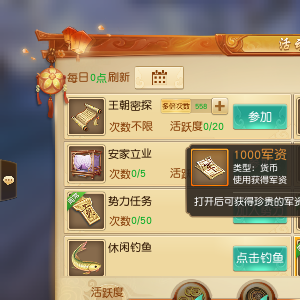 活
每日0点刷新
王朝密探
多倍次数:558
参加
次数不限
活跃度0/20
安家立业
次数0/5
活跃
1000军资
类型：货币
使用获得军资
打开后可获得珍贵的军资
势力任务
次数0/50
休闲钓鱼
点击钓鱼
活跃度